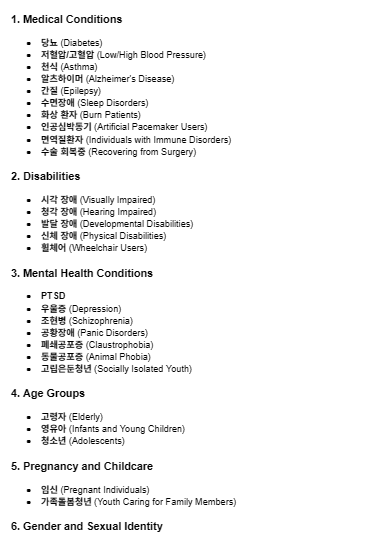 1. Medical Conditions
• 당뇨 (Diabetes)
• 저혈압/고혈압 (Low/High Blood Pressure)
• 천식 (Asthma)
• 알츠하이머 (Alzheimer's Disease)
• 간질 (Epilepsy)
• 수면장애 (Sleep Disorders)
• 화상 환자 (Burn Patients)
• 인공심박동기 (Artificial Pacemaker Users)
• 면역질환자 (Individuals with Immune Disorders)
• 수술 회복중 (Recovering from Surgery)
2. Disabilities
• 시각 장애 (Visually Impaired)
• 청각 장애 (Hearing Impaired)
• 발달 장애 (Developmental Disabilities)
• 신체 장애 (Physical Disabilities)
• 휠체어 (Wheelchair Users)
3. Mental Health Conditions
• PTSD
• 우울증 (Depression)
• 조현병 (Schizophrenia)
• 공황장애 (Panic Disorders)
• 폐쇄공포증 (Claustrophobia)
• 동물공포증 (Animal Phobia)
• 고립은둔청년 (Socially Isolated Youth)
4. Age Groups
• 고령자 (Elderly)
• 영유아 (Infants and Young Children)
• 청소년 (Adolescents)
5. Pregnancy and Childcare
• 임신 (Pregnant Individuals)
• 가족돌봄청년 (Youth Caring for Family Members)
6. Gender and Sexual Identity